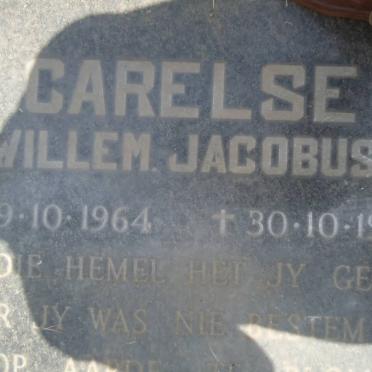 CARELSE
WILLEM. JACOBUS
9·10·1964 † 30·10·19
DIE HEMEL HET JY GE
R JY WAS NIE BESTEM
OP AARDE